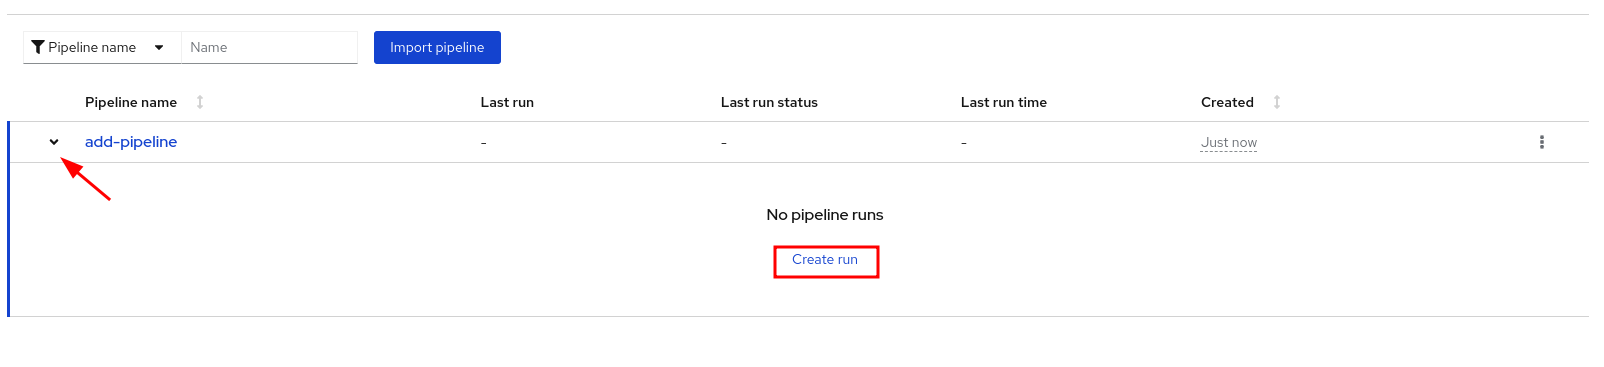 Pipeline name Name Import pipeline
Pipeline name Last run Last run status Last run time Created
add-pipeline - - - Just now
No pipeline runs
Create run